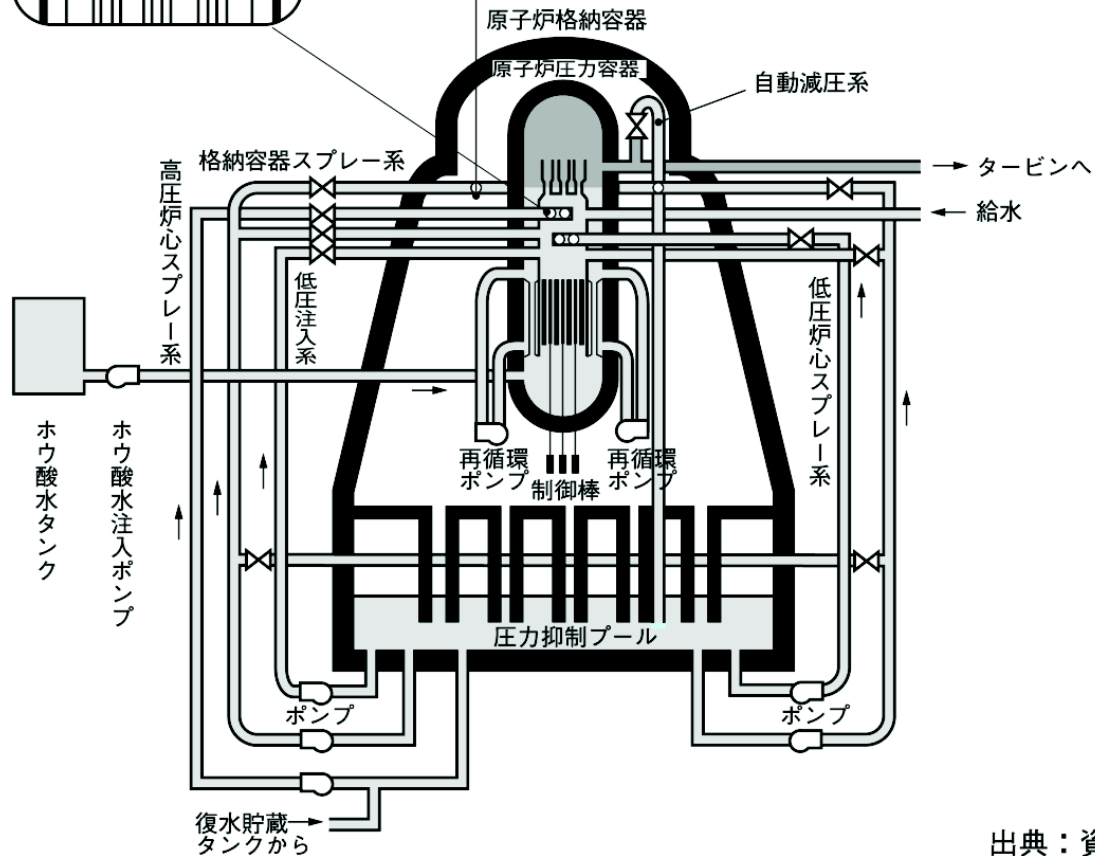 原子炉格納容器
原子炉圧力容器
自動減圧系
格納容器スプレー系
タービンへ
給水
高圧炉心スプレー系
低圧注入系
低圧炉心スプレー系
ホウ酸水タンク
ホウ酸水注入ポンプ
再循環
ポンプ
制御棒
再循環
ポンプ
圧力抑制プール
ポンプ
ポンプ
復水貯蔵
タンクから
出典：資